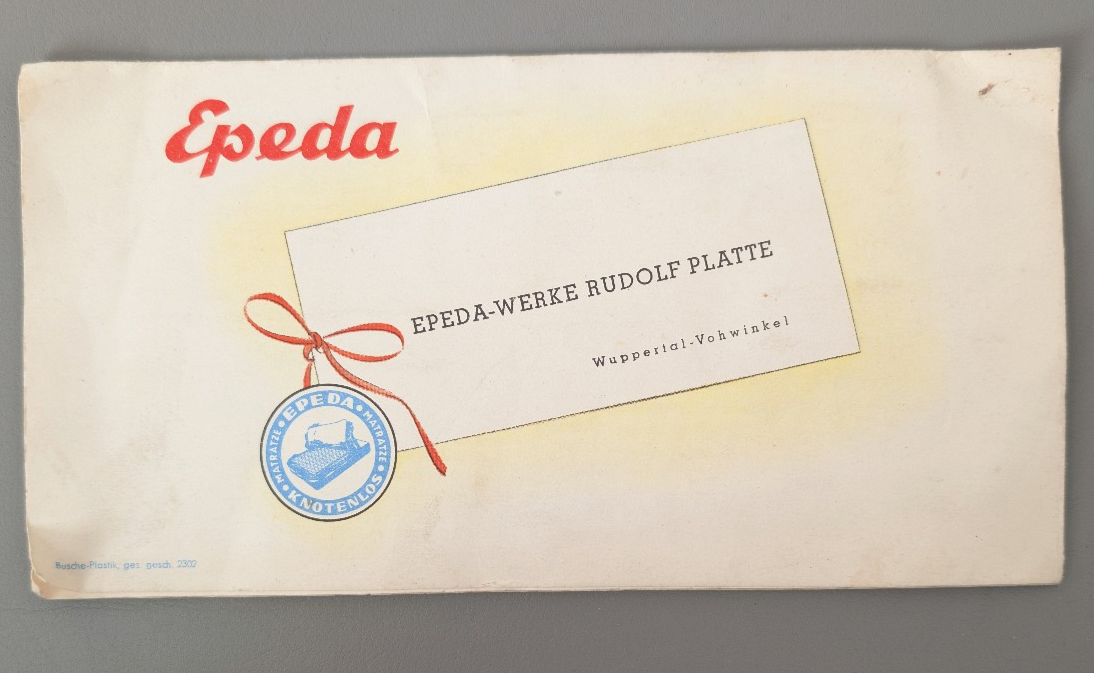 Epeda
EPEDA-WERKE RUDOLF PLATTE
Wuppertal-Vohwinkel
EPEDA • MATRATZE • KNOTENLOS • MATRATZE •
Busche-Plastik, ges. gesch. 2302